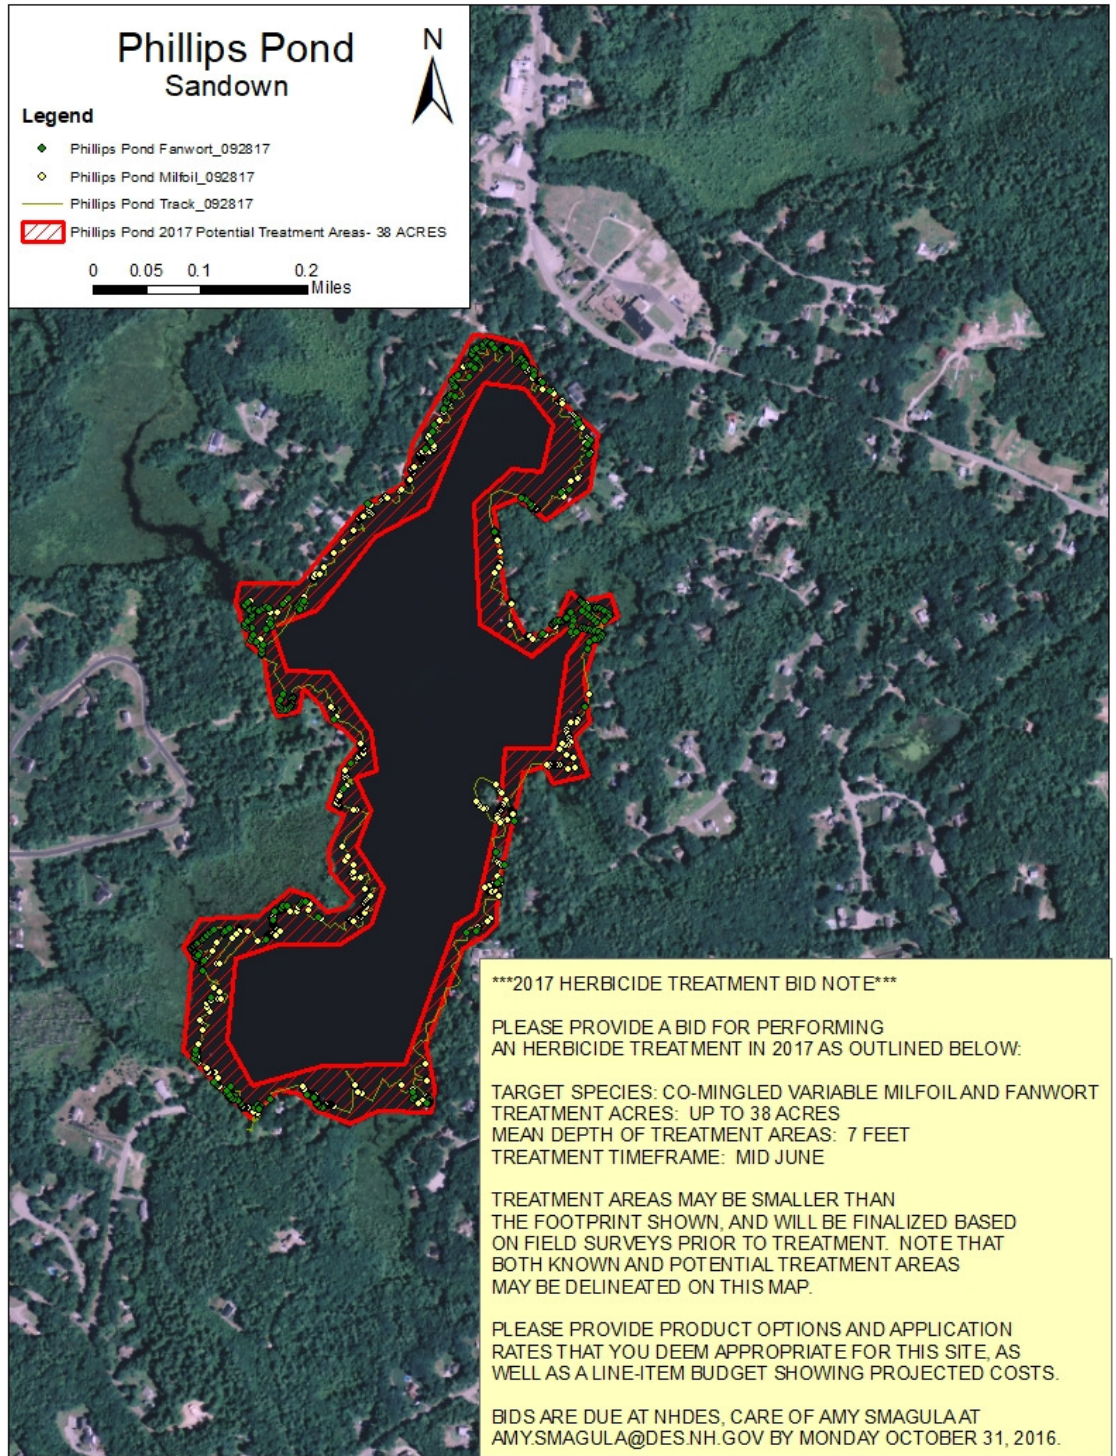 Phillips Pond
Sandown
N
Legend
Phillips Pond Fanwort_092817
Phillips Pond Milfoil_092817
Phillips Pond Track_092817
Phillips Pond 2017 Potential Treatment Areas- 38 ACRES
0 0.05 0.1 0.2
Miles
***2017 HERBICIDE TREATMENT BID NOTE***
PLEASE PROVIDE A BID FOR PERFORMING
AN HERBICIDE TREATMENT IN 2017 AS OUTLINED BELOW:
TARGET SPECIES: CO-MINGLED VARIABLE MILFOIL AND FANWORT
TREATMENT ACRES: UP TO 38 ACRES
MEAN DEPTH OF TREATMENT AREAS: 7 FEET
TREATMENT TIMEFRAME: MID JUNE
TREATMENT AREAS MAY BE SMALLER THAN
THE FOOTPRINT SHOWN, AND WILL BE FINALIZED BASED
ON FIELD SURVEYS PRIOR TO TREATMENT. NOTE THAT
BOTH KNOWN AND POTENTIAL TREATMENT AREAS
MAY BE DELINEATED ON THIS MAP.
PLEASE PROVIDE PRODUCT OPTIONS AND APPLICATION
RATES THAT YOU DEEM APPROPRIATE FOR THIS SITE, AS
WELL AS A LINE-ITEM BUDGET SHOWING PROJECTED COSTS.
BIDS ARE DUE AT NHDES, CARE OF AMY SMAGULA AT
AMY.SMAGULA@DES.NH.GOV BY MONDAY OCTOBER 31, 2016.